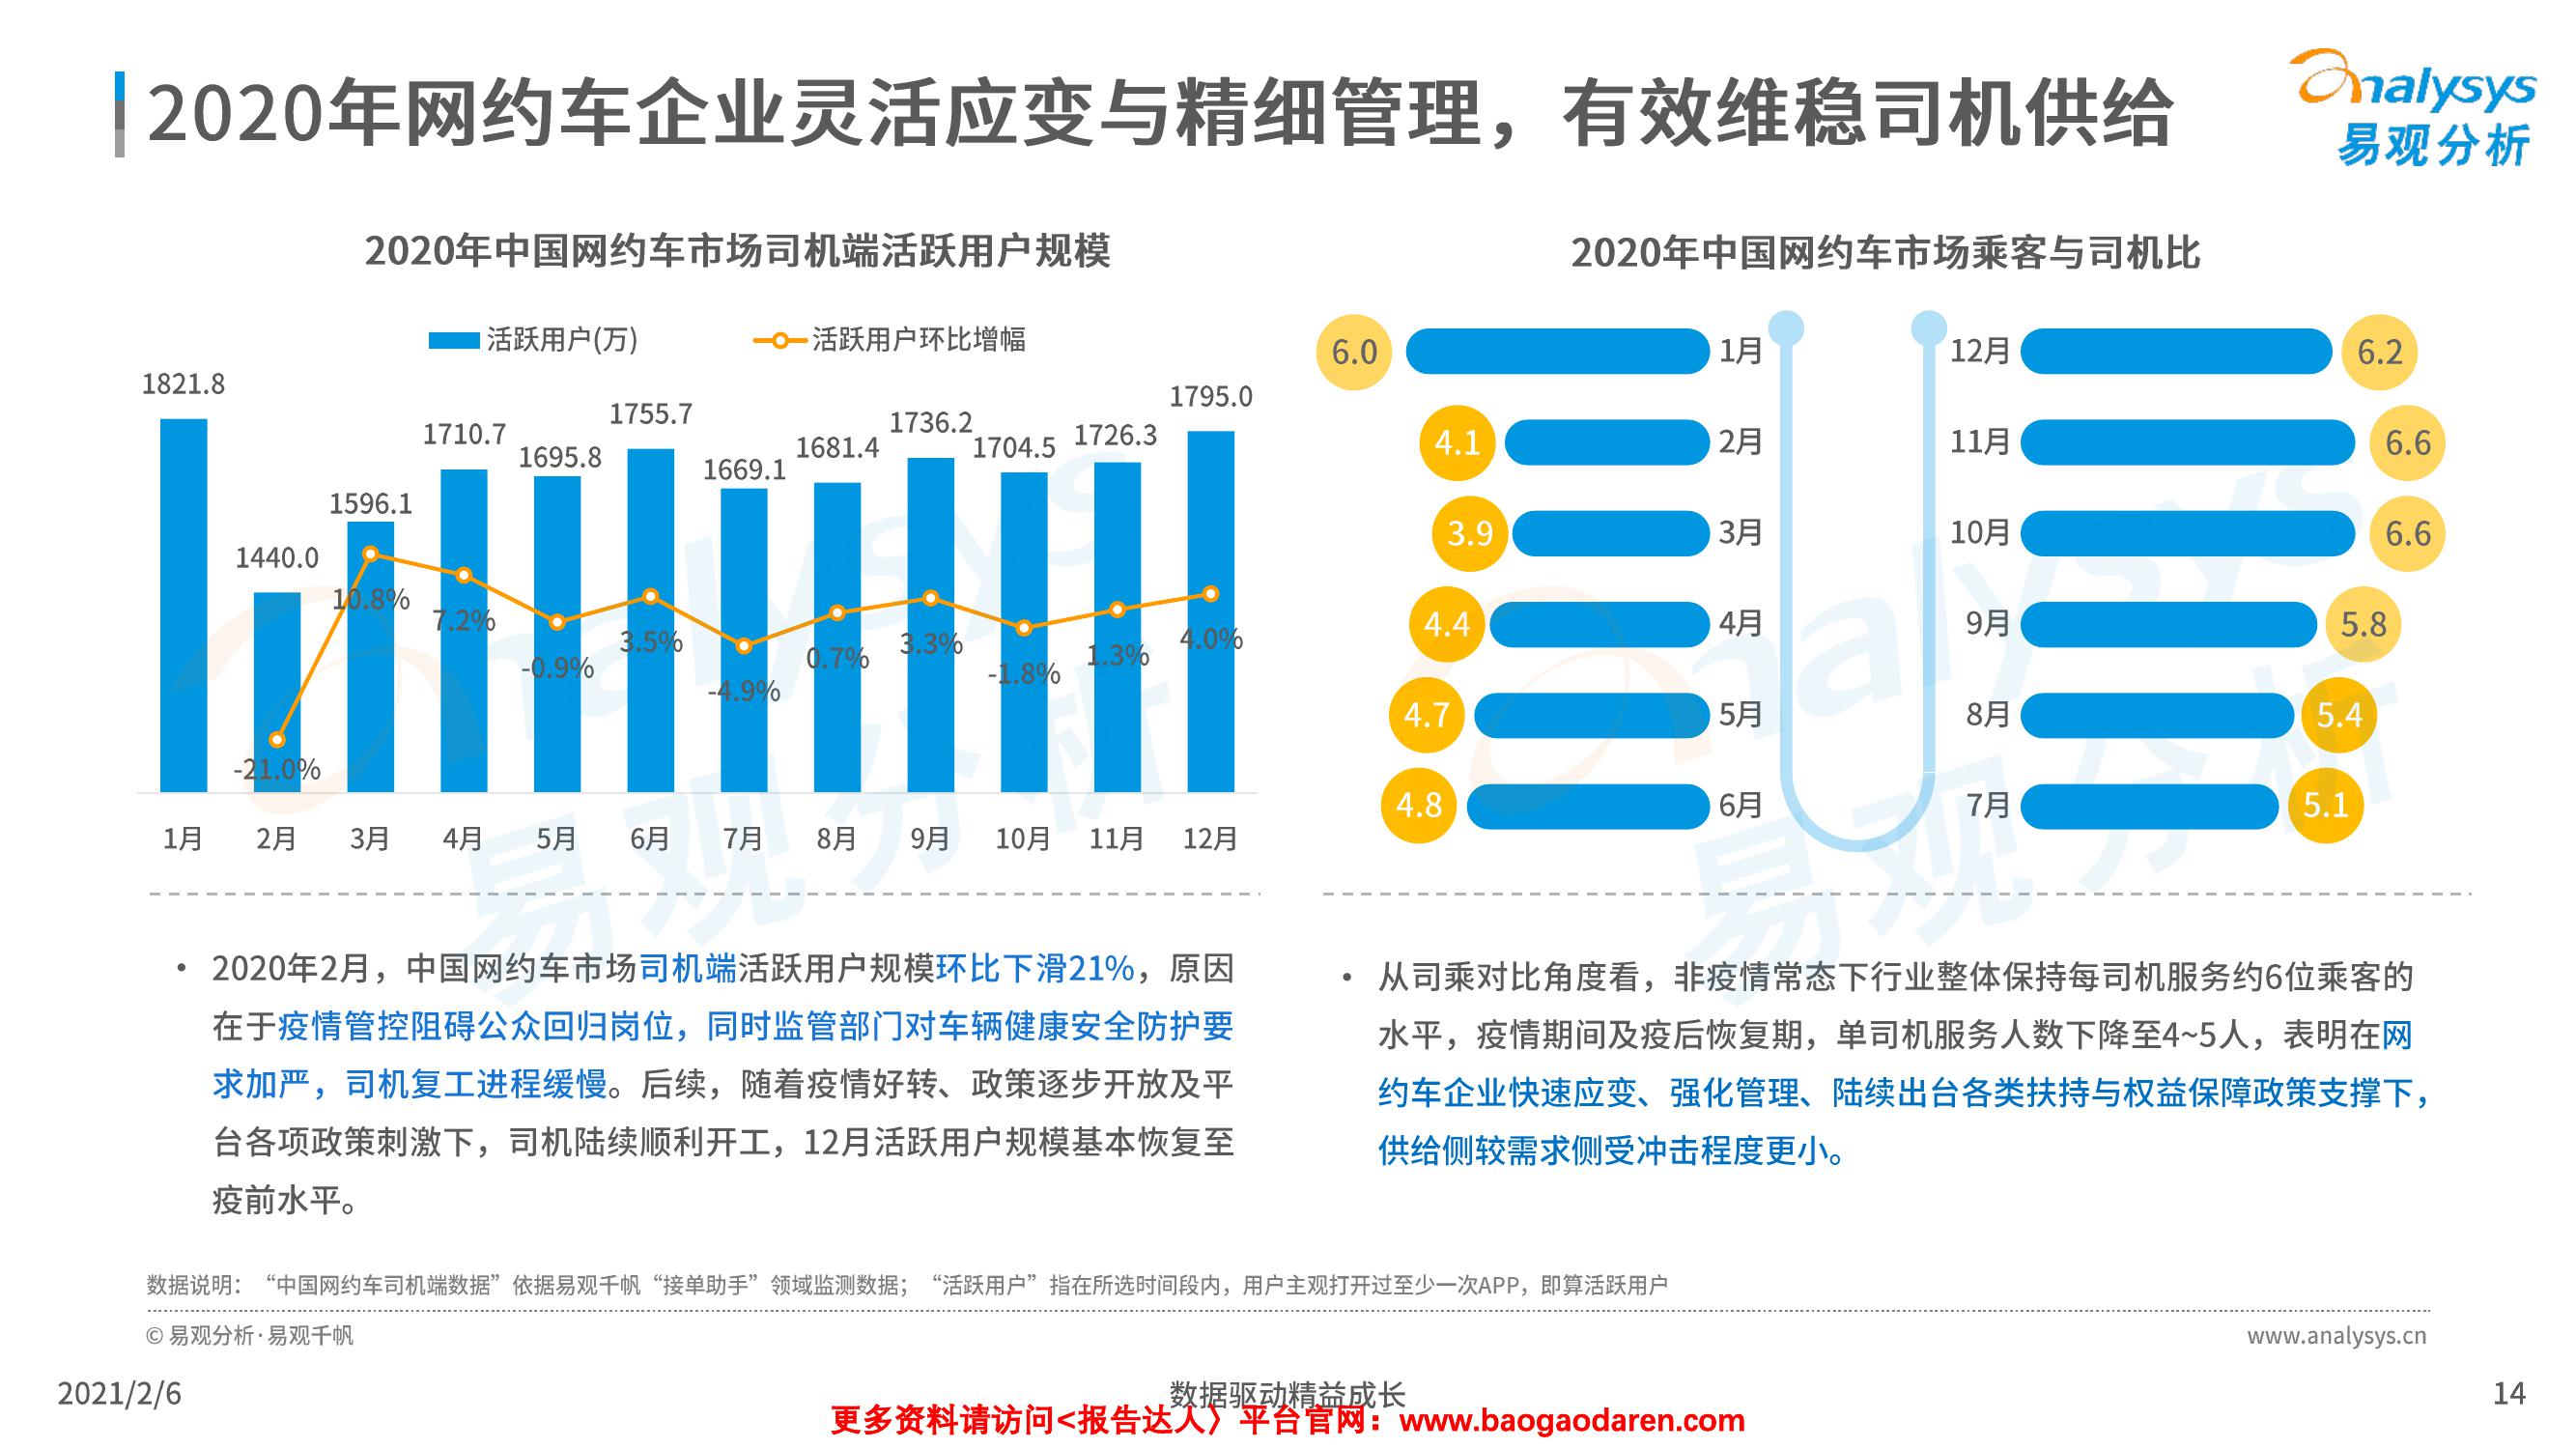 2020年网约车企业灵活应变与精细管理，有效维稳司机供给
analysys
易观分析
2020年中国网约车市场司机端活跃用户规模
活跃用户(万)
活跃用户环比增幅
1821.8
1440.0
1596.1
1710.7
1695.8
1755.7
1669.1
1681.4
1736.2
1704.5
1726.3
1795.0
-21.0%
10.8%
7.2%
-0.9%
3.5%
-4.9%
0.7%
3.3%
-1.8%
1.3%
4.0%
1月 2月 3月 4月 5月 6月 7月 8月 9月 10月 11月 12月
2020年中国网约车市场乘客与司机比
6.0 1月 12月 6.2
4.1 2月 11月 6.6
3.9 3月 10月 6.6
4.4 4月 9月 5.8
4.7 5月 8月 5.4
4.8 6月 7月 5.1
analysys
易观分析
analysys
易观分析
• 2020年2月，中国网约车市场司机端活跃用户规模环比下滑21%，原因
在于疫情管控阻碍公众回归岗位，同时监管部门对车辆健康安全防护要
求加严，司机复工进程缓慢。后续，随着疫情好转、政策逐步开放及平
台各项政策刺激下，司机陆续顺利开工，12月活跃用户规模基本恢复至
疫前水平。
• 从司乘对比角度看，非疫情常态下行业整体保持每司机服务约6位乘客的
水平，疫情期间及疫后恢复期，单司机服务人数下降至4~5人，表明在网
约车企业快速应变、强化管理、陆续出台各类扶持与权益保障政策支撑下，
供给侧较需求侧受冲击程度更小。
数据说明：“中国网约车司机端数据”依据易观千帆“接单助手”领域监测数据；“活跃用户”指在所选时间段内，用户主观打开过至少一次APP，即算活跃用户
© 易观分析·易观千帆
www.analysys.cn
2021/2/6
数据驱动精益成长
14
更多资料请访问<报告达人〉平台官网：www.baogaodaren.com